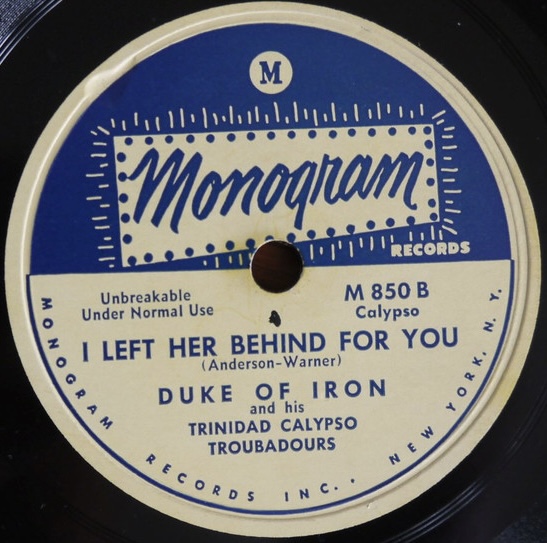 M
Monogram
RECORDS
Unbreakable
Under Normal Use
M 850 B
Calypso
I LEFT HER BEHIND FOR YOU
(Anderson-Warner)
DUKE OF IRON
and his
TRINIDAD CALYPSO
TROUBADOURS
MONOGRAM RECORDS INC., NEW YORK, N. Y.